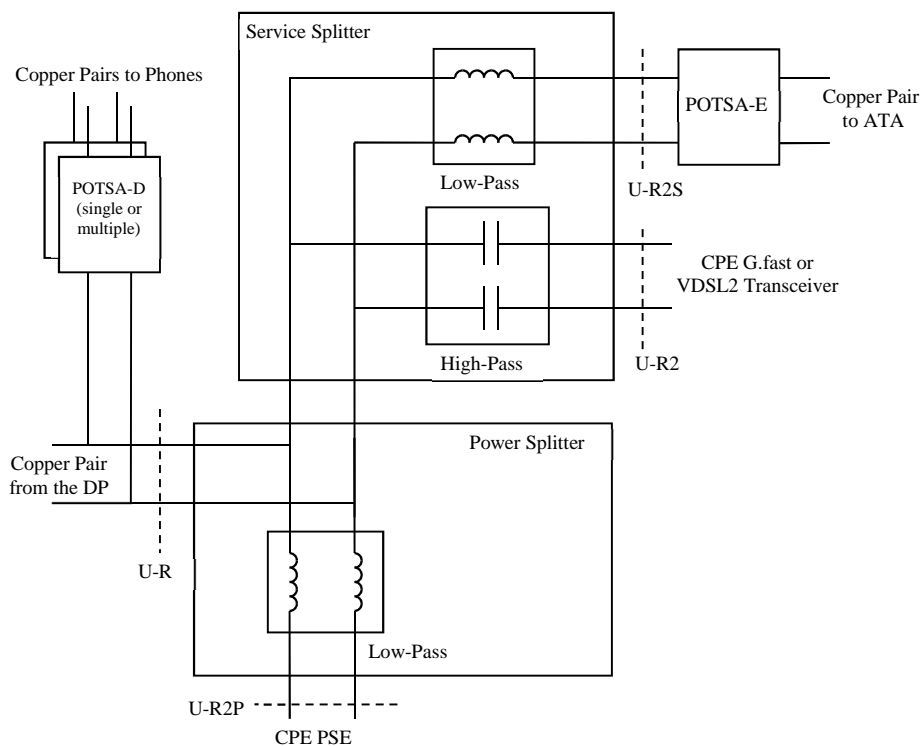 Service Splitter
Copper Pairs to Phones
POTSA-E
Copper Pair
to ATA
POTSA-D
(single or
multiple)
Low-Pass
U-R2S
CPE G.fast or
VDSL2 Transceiver
High-Pass
U-R2
Power Splitter
Copper Pair
from the DP
U-R
Low-Pass
U-R2P
CPE PSE